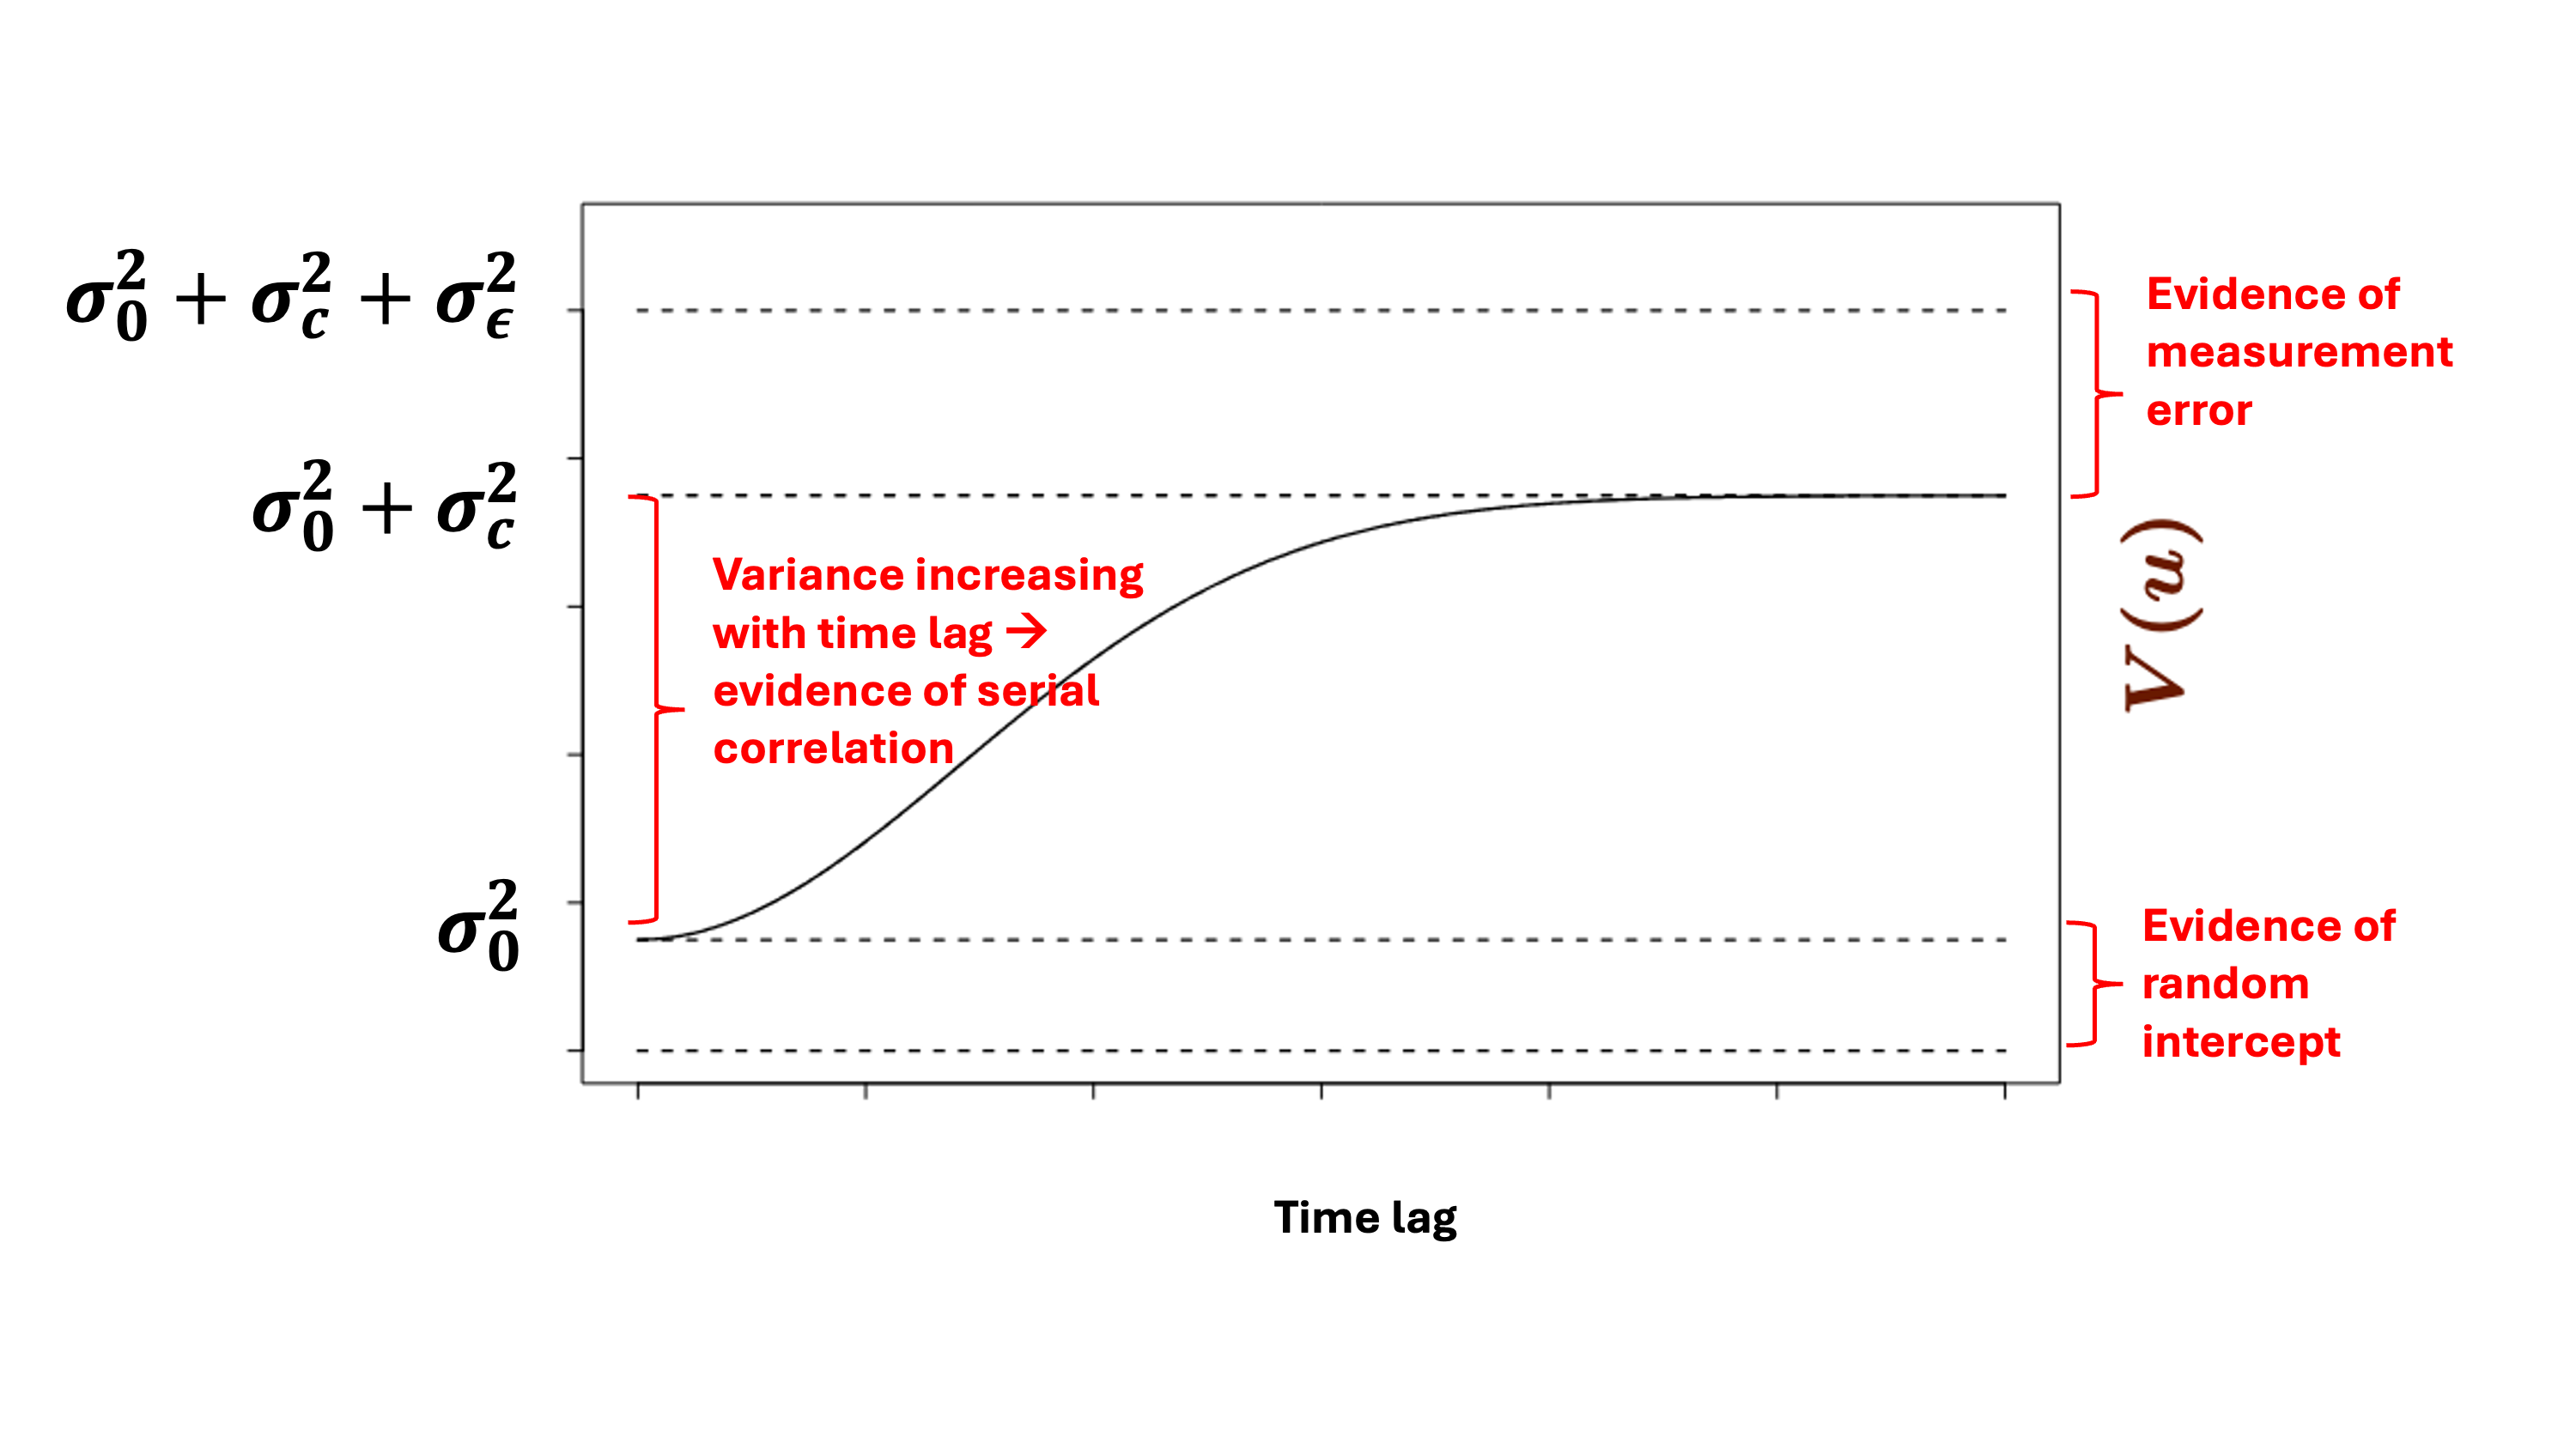 σ₀² + σ_c² + σ_ϵ²
σ₀² + σ_c²
σ₀²
Variance increasing
with time lag →
evidence of serial
correlation
Evidence of
measurement
error
V(u)
Evidence of
random
intercept
Time lag